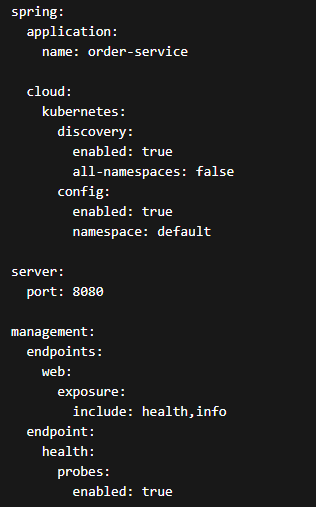 spring:
  application:
    name: order-service

  cloud:
    kubernetes:
      discovery:
        enabled: true
        all-namespaces: false
      config:
        enabled: true
        namespace: default

server:
  port: 8080

management:
  endpoints:
    web:
      exposure:
        include: health,info
  endpoint:
    health:
      probes:
        enabled: true